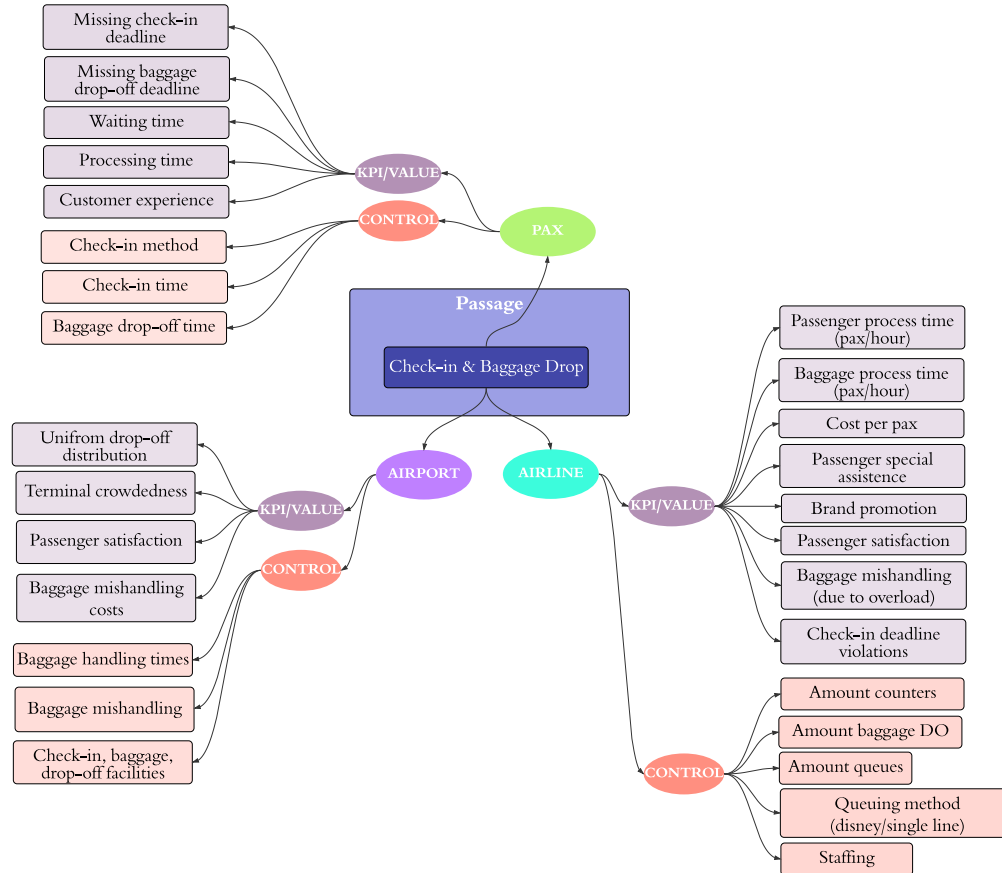 Missing check-in
deadline
Missing baggage
drop-off deadline
Waiting time
Processing time
Customer experience
KPI/VALUE
CONTROL
PAX
Check-in method
Check-in time
Baggage drop-off time
Passage
Check-in & Baggage Drop
AIRPORT
AIRLINE
Unifrom drop-off
distribution
Terminal crowdedness
Passenger satisfaction
Baggage mishandling
costs
KPI/VALUE
CONTROL
Baggage handling times
Baggage mishandling
Check-in, baggage,
drop-off facilities
KPI/VALUE
Passenger process time
(pax/hour)
Baggage process time
(pax/hour)
Cost per pax
Passenger special
assistence
Brand promotion
Passenger satisfaction
Baggage mishandling
(due to overload)
Check-in deadline
violations
CONTROL
Amount counters
Amount baggage DO
Amount queues
Queuing method
(disney/single line)
Staffing